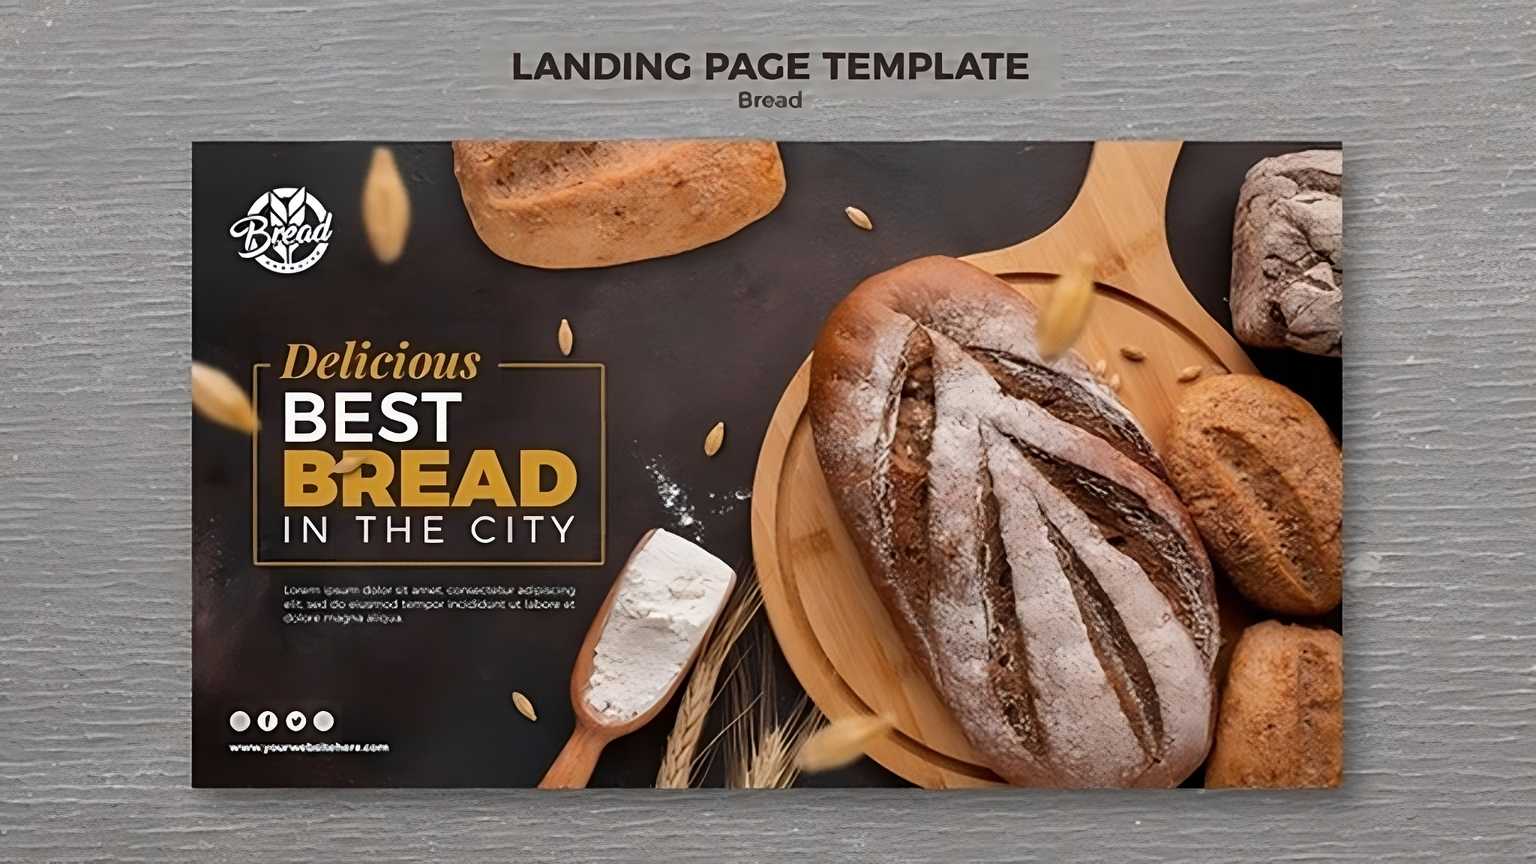 LANDING PAGE TEMPLATE
Bread
Bread
Delicious
BEST
BREAD
IN THE CITY
Lorem ipsum dolor sit amet, consectetur adipiscing
elit, sed do eiusmod tempor incididunt ut labore et
dolore magna aliqua.
www.yourwebsitehere.com